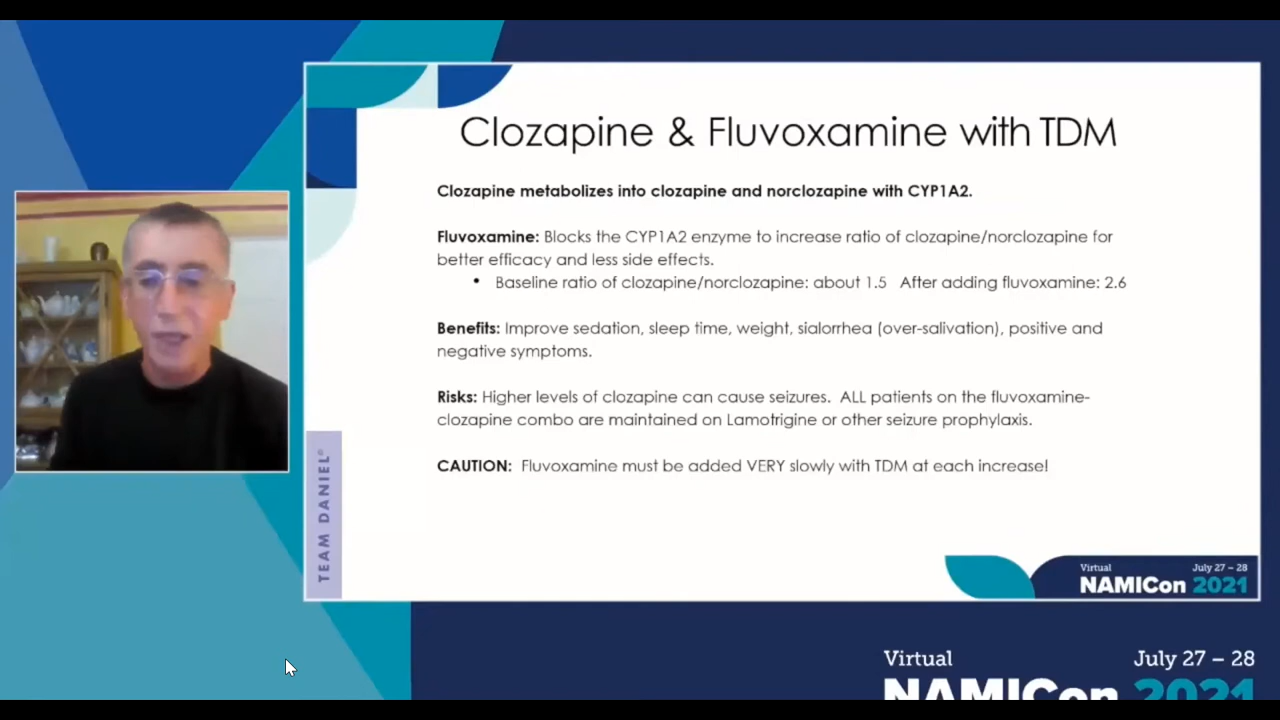 Clozapine & Fluvoxamine with TDM
Clozapine metabolizes into clozapine and norclozapine with CYP1A2.
Fluvoxamine: Blocks the CYP1A2 enzyme to increase ratio of clozapine/norclozapine for
better efficacy and less side effects.
• Baseline ratio of clozapine/norclozapine: about 1.5 After adding fluvoxamine: 2.6
Benefits: Improve sedation, sleep time, weight, sialorrhea (over-salivation), positive and
negative symptoms.
Risks: Higher levels of clozapine can cause seizures. ALL patients on the fluvoxamine-
clozapine combo are maintained on Lamotrigine or other seizure prophylaxis.
CAUTION: Fluvoxamine must be added VERY slowly with TDM at each increase!
TEAM DANIEL®
Virtual July 27 – 28
NAMICon 2021
Virtual July 27 – 28
NAMICon 2021